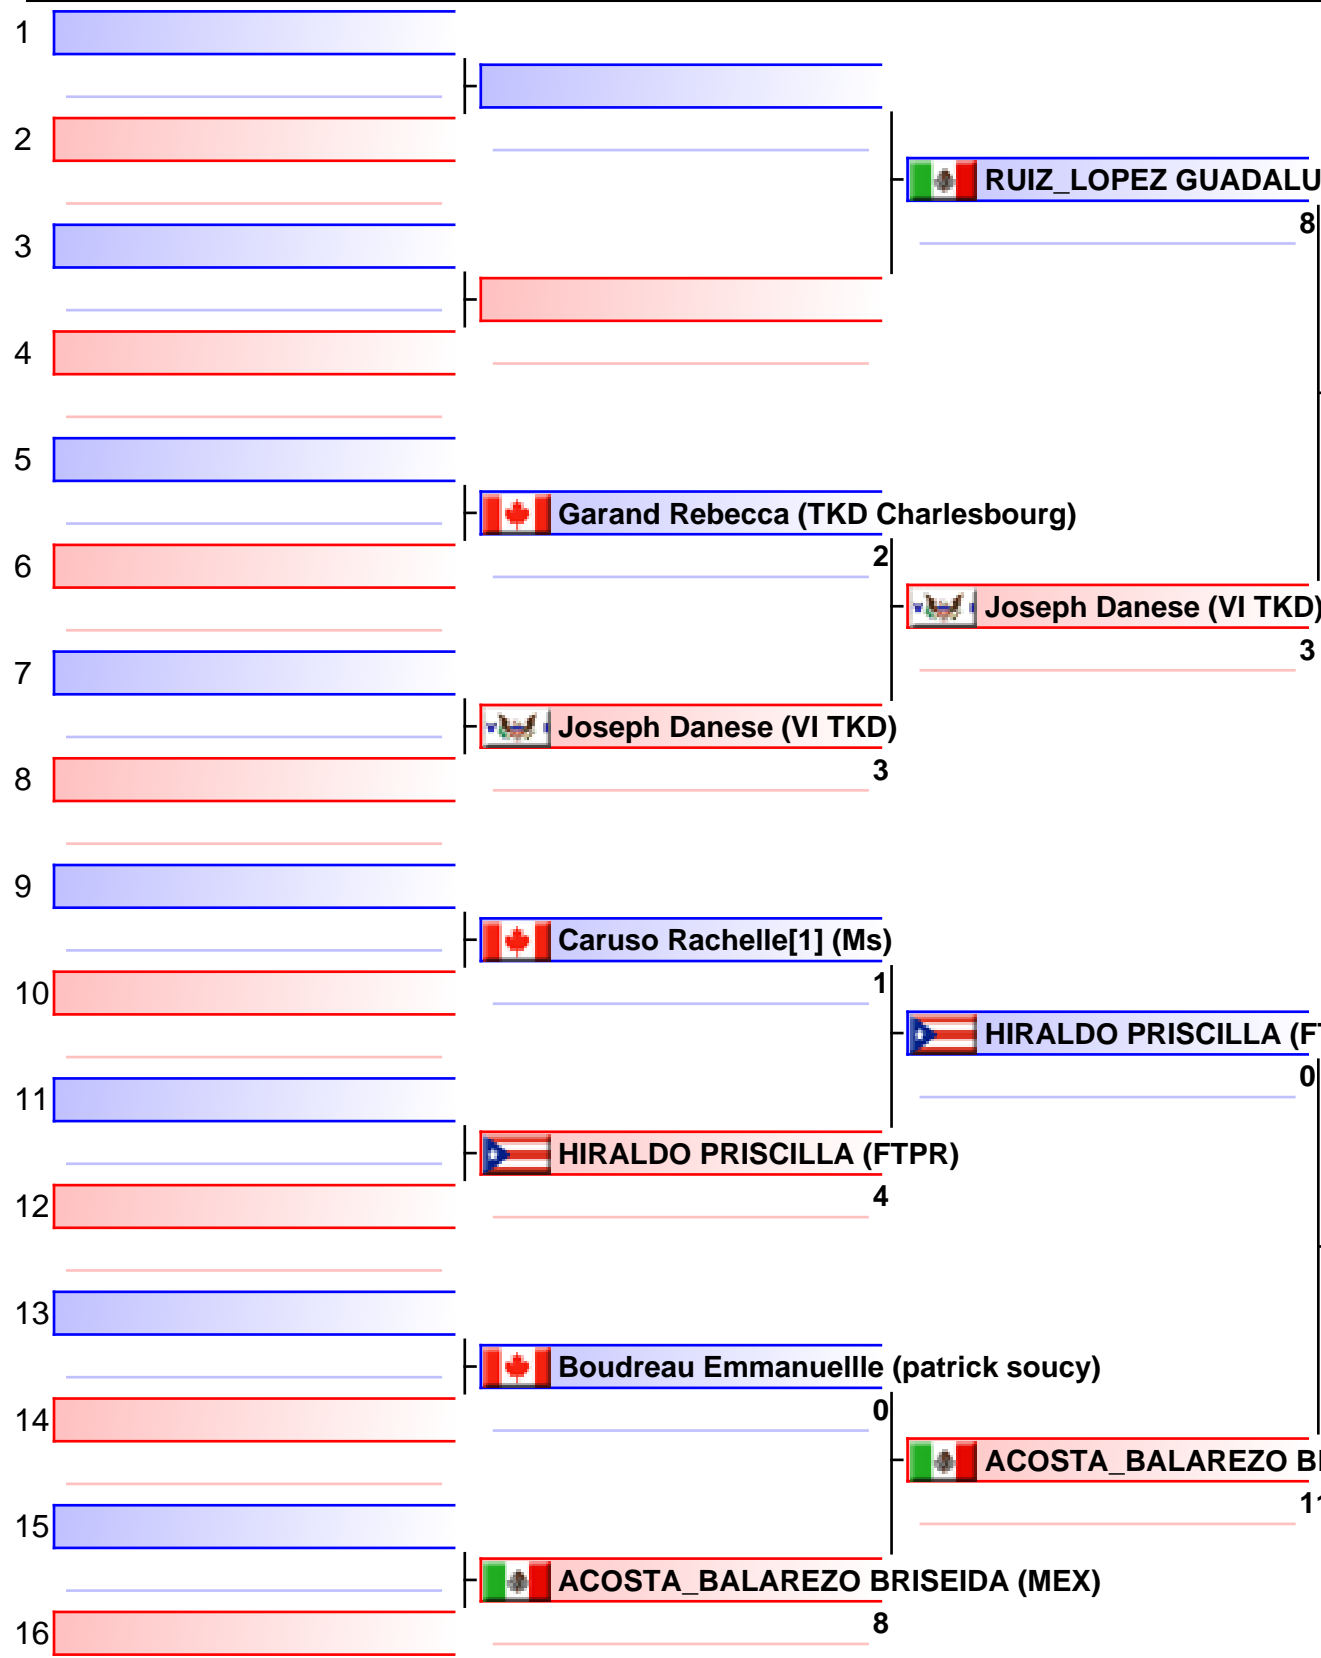 1
2
RUIZ_LOPEZ GUADALU
8
3
4
5
Garand Rebecca (TKD Charlesbourg)
2
6
Joseph Danese (VI TKD)
3
7
Joseph Danese (VI TKD)
3
8
9
Caruso Rachelle[1] (Ms)
1
10
HIRALDO PRISCILLA (FT
0
11
HIRALDO PRISCILLA (FTPR)
4
12
13
Boudreau Emmanuellle (patrick soucy)
0
14
ACOSTA_BALAREZO
11
15
ACOSTA_BALAREZO BRISEIDA (MEX)
8
16